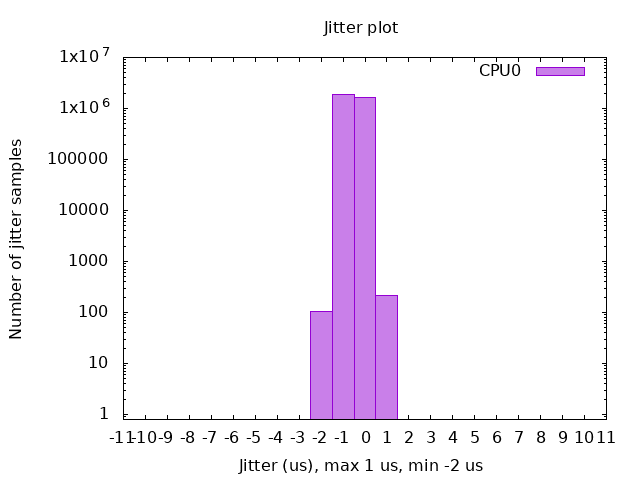 Jitter plot
CPU0
Number of jitter samples
1x10^7
1x10^6
100000
10000
1000
100
10
1
-11 -10 -9 -8 -7 -6 -5 -4 -3 -2 -1 0 1 2 3 4 5 6 7 8 9 10 11
Jitter (us), max 1 us, min -2 us